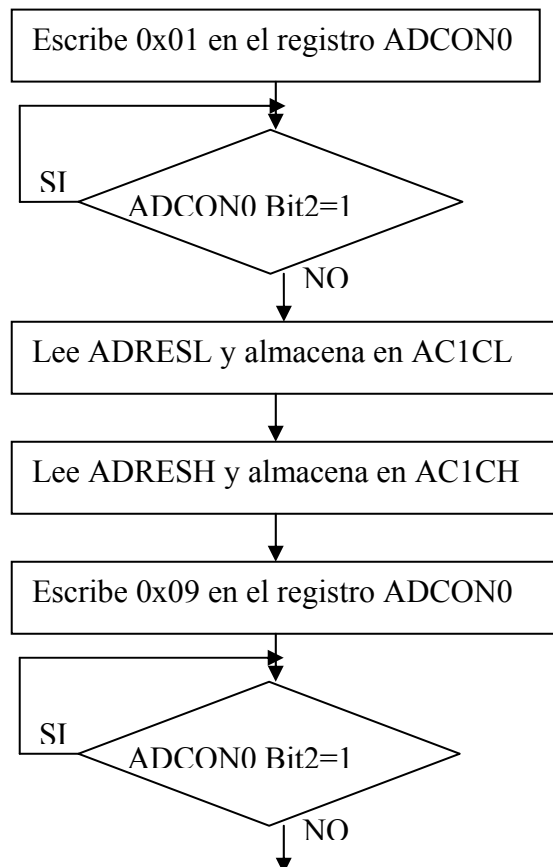 Escribe 0x01 en el registro ADCON0
SI
ADCON0 Bit2=1
NO
Lee ADRESL y almacena en AC1CL
Lee ADRESH y almacena en AC1CH
Escribe 0x09 en el registro ADCON0
SI
ADCON0 Bit2=1
NO